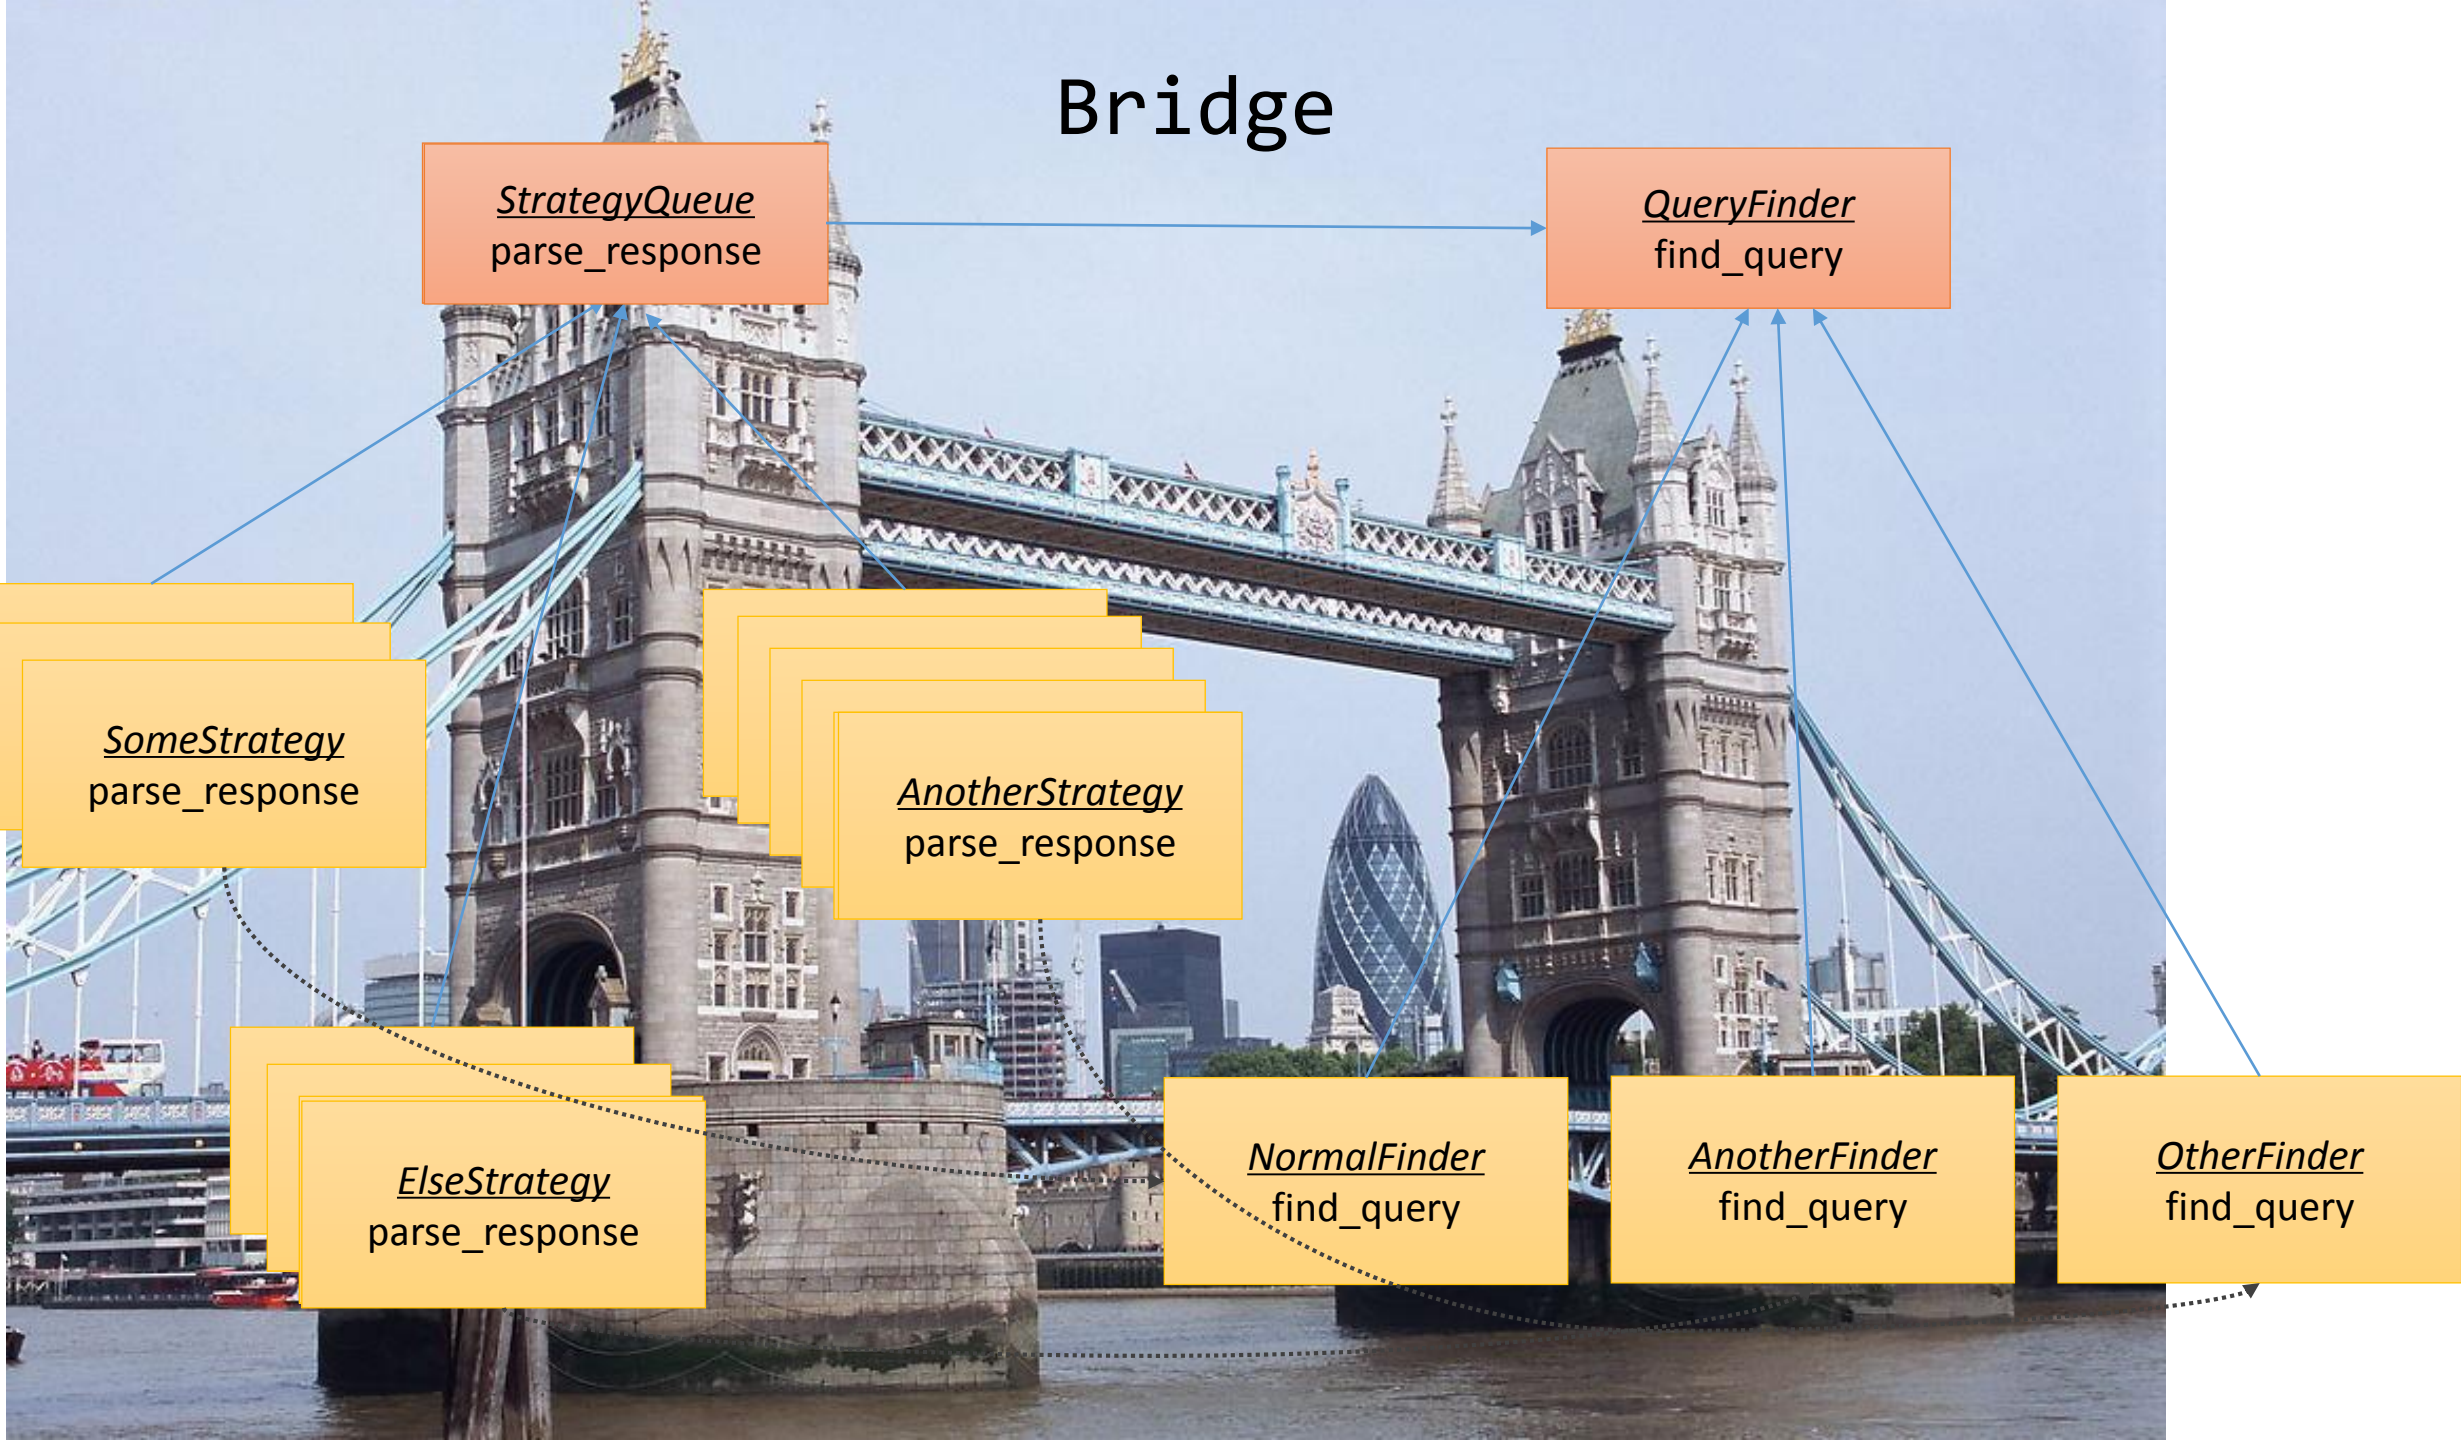 Bridge
StrategyQueue
parse_response
QueryFinder
find_query
SomeStrategy
parse_response
AnotherStrategy
parse_response
ElseStrategy
parse_response
NormalFinder
find_query
AnotherFinder
find_query
OtherFinder
find_query